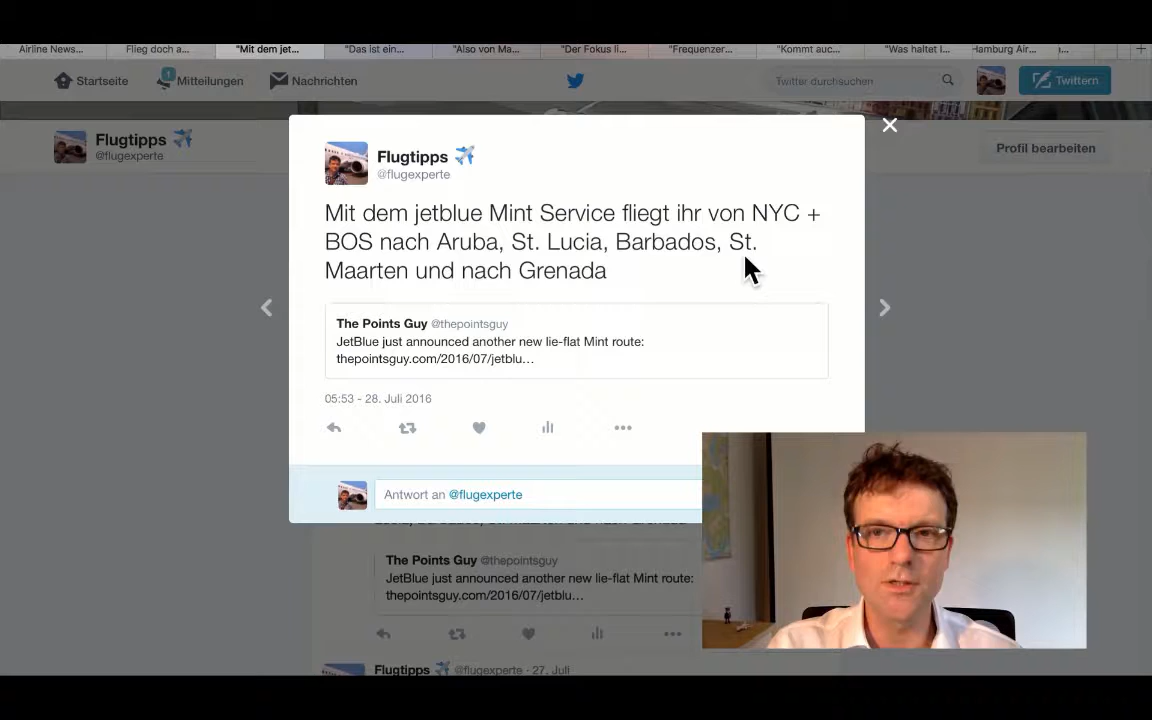 Airline News...
Flieg doch a...
"Mit dem jet...
"Das ist ein...
"Also von Ma...
"Der Fokus li...
"Frequenzer...
"Kommt auc...
"Was haltet I...
Hamburg Air...
Startseite
1
Mitteilungen
Nachrichten
Twitter durchsuchen
Twittern
Flugtipps
@flugexperte
Profil bearbeiten
Flugtipps
@flugexperte
Mit dem jetblue Mint Service fliegt ihr von NYC +
BOS nach Aruba, St. Lucia, Barbados, St.
Maarten und nach Grenada
The Points Guy @thepointsguy
JetBlue just announced another new lie-flat Mint route:
thepointsguy.com/2016/07/jetblu...
05:53 - 28. Juli 2016
Antwort an @flugexperte
The Points Guy @thepointsguy
JetBlue just announced another new lie-flat Mint route:
thepointsguy.com/2016/07/jetblu...
Flugtipps @flugexperte · 27. Juli